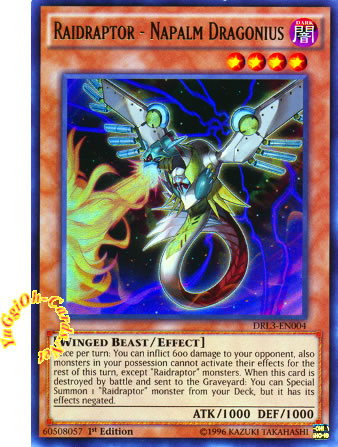 Raidraptor - Napalm Dragonius
DARK
闇
DRL3-EN004
[Winged Beast / Effect]
Once per turn: You can inflict 600 damage to your opponent, also
monsters in your possession cannot activate their effects for the
rest of this turn, except "Raidraptor" monsters. When this card is
destroyed by battle and sent to the Graveyard: You can Special
Summon 1 "Raidraptor" monster from your Deck, but it has its
effects negated.
ATK/1000 DEF/1000
60508057 1st Edition ©1996 KAZUKI TAKAHASHI